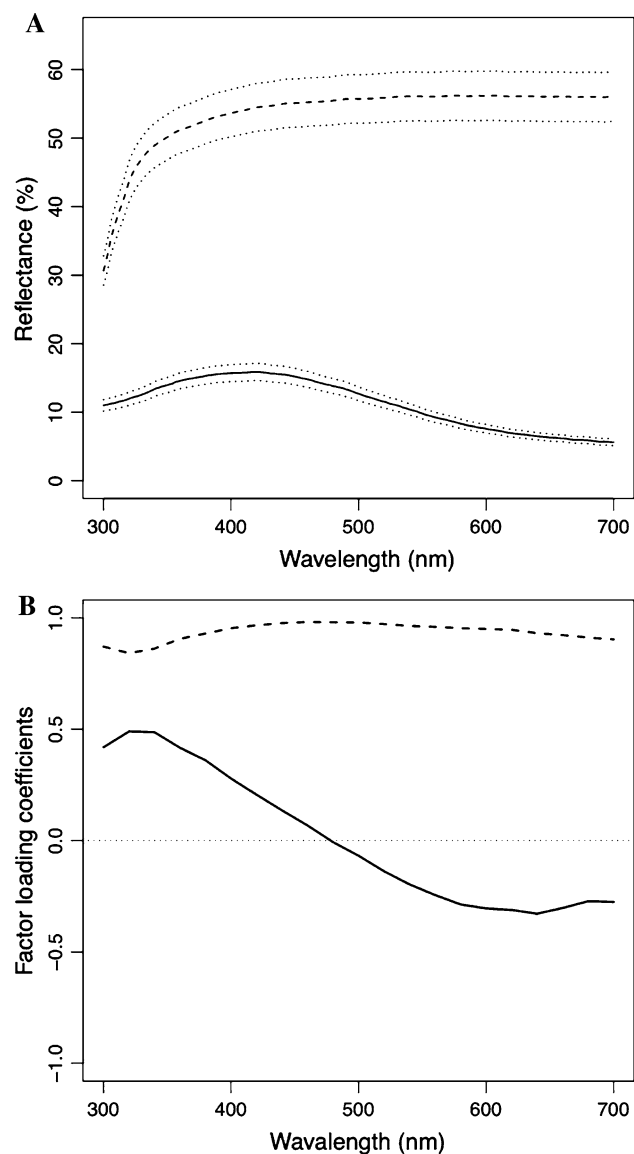 A
Reflectance (%)
60
50
40
30
20
10
0
300 400 500 600 700
Wavelength (nm)
B
Factor loading coefficients
1.0
0.5
0.0
−0.5
−1.0
300 400 500 600 700
Wavalength (nm)